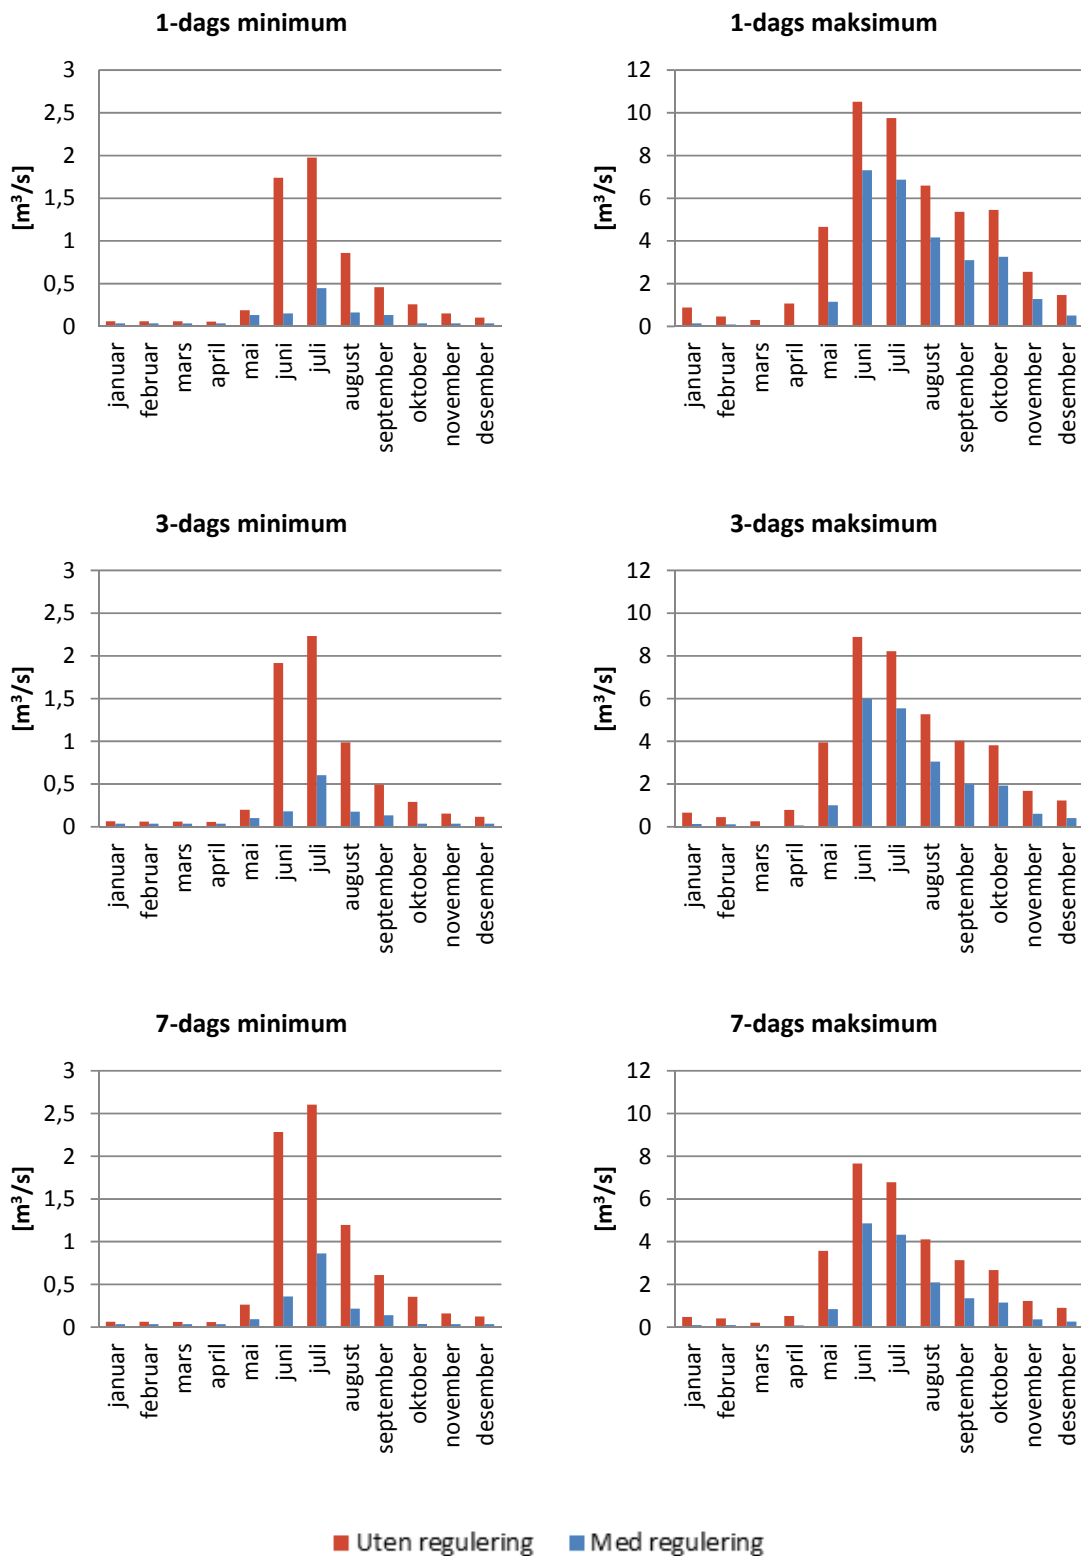 1-dags minimum
3
2,5
2
1,5
1
0,5
0
[m³/s]
januar
februar
mars
april
mai
juni
juli
august
september
oktober
november
desember
1-dags maksimum
12
10
8
6
4
2
0
[m³/s]
januar
februar
mars
april
mai
juni
juli
august
september
oktober
november
desember
3-dags minimum
3
2,5
2
1,5
1
0,5
0
[m³/s]
januar
februar
mars
april
mai
juni
juli
august
september
oktober
november
desember
3-dags maksimum
12
10
8
6
4
2
0
[m³/s]
januar
februar
mars
april
mai
juni
juli
august
september
oktober
november
desember
7-dags minimum
3
2,5
2
1,5
1
0,5
0
[m³/s]
januar
februar
mars
april
mai
juni
juli
august
september
oktober
november
desember
7-dags maksimum
12
10
8
6
4
2
0
[m³/s]
januar
februar
mars
april
mai
juni
juli
august
september
oktober
november
desember
Uten regulering
Med regulering